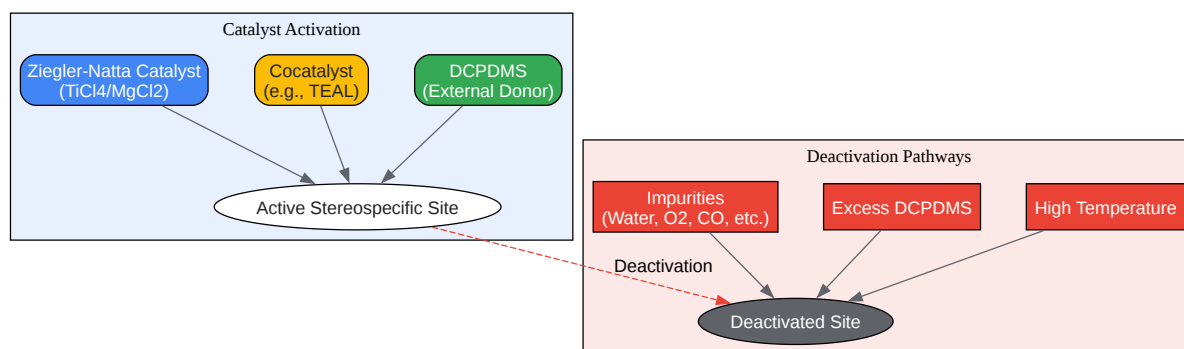 Catalyst Activation
Ziegler-Natta Catalyst
(TiCl4/MgCl2)
Cocatalyst
(e.g., TEAL)
DCPDMS
(External Donor)
Active Stereospecific Site
Deactivation Pathways
Impurities
(Water, O2, CO, etc.)
Excess DCPDMS
High Temperature
Deactivation
Deactivated Site